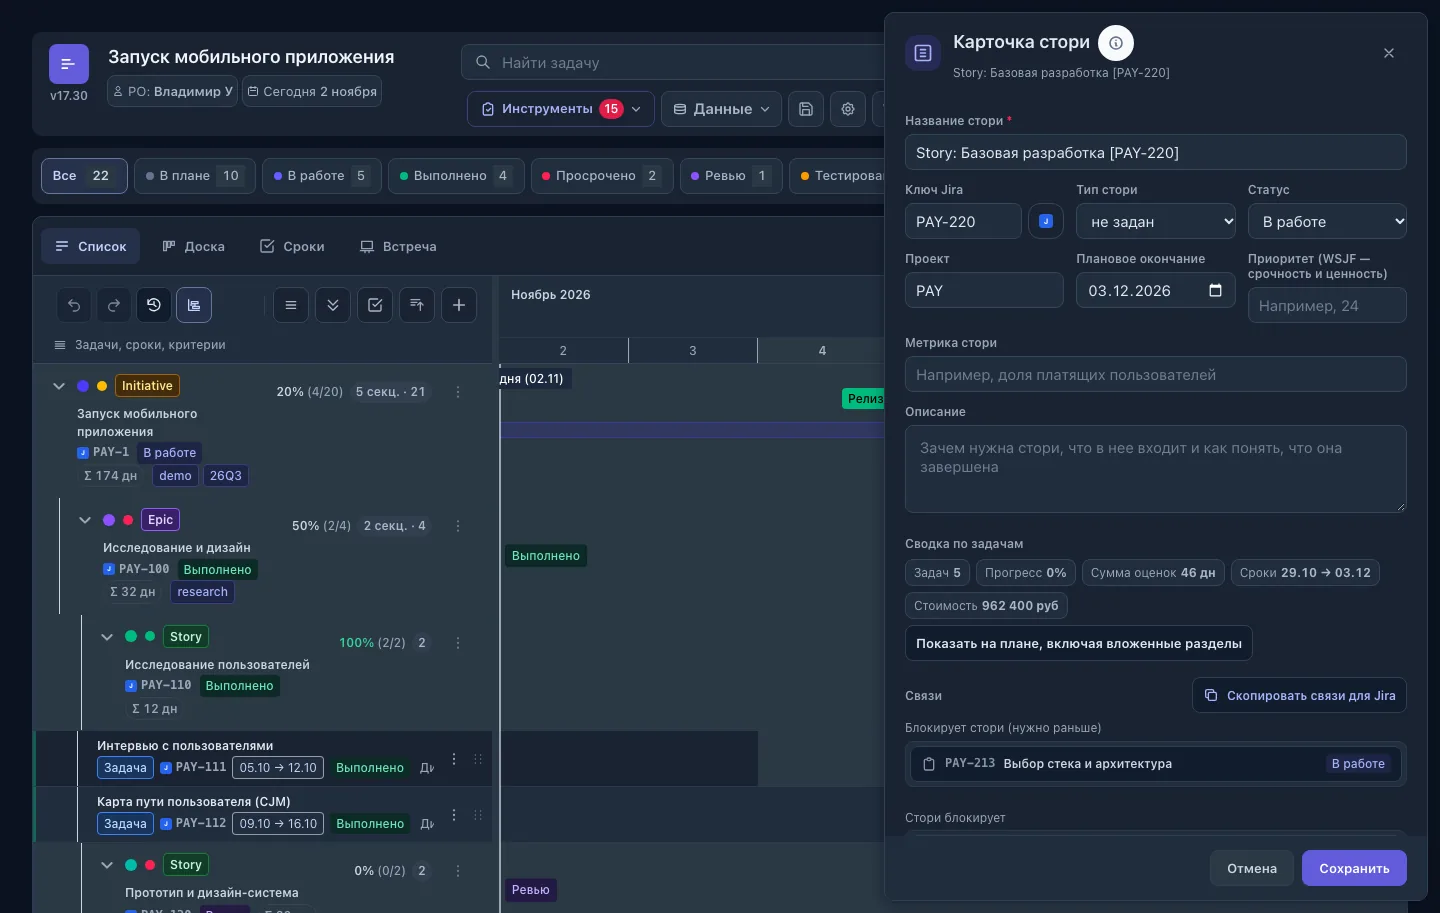 Запуск мобильного приложения
v17.30
PO: Владимир У
Сегодня 2 ноября
Найти задачу
Инструменты 15
Данные
Все 22
В плане 10
В работе 5
Выполнено 4
Просрочено 2
Ревью 1
Список
Доска
Сроки
Встреча
Задачи, сроки, критерии
Ноябрь 2026
2 3 4
дня (02.11)
Initiative
20% (4/20) 5 секц. · 21
Запуск мобильного
приложения
PAY-1 В работе
Σ 174 дн demo 26Q3
Epic
50% (2/4) 2 секц. · 4
Исследование и дизайн
PAY-100 Выполнено
Σ 32 дн research
Выполнено
Story
100% (2/2) 2
Исследование пользователей
PAY-110 Выполнено
Σ 12 дн
Интервью с пользователями
Задача PAY-111 05.10 → 12.10 Выполнено
Карта пути пользователя (CJM)
Задача PAY-112 09.10 → 16.10 Выполнено
Story
0% (0/2) 2
Прототип и дизайн-система
Ревью
Карточка стори
Story: Базовая разработка [PAY-220]
Название стори *
Story: Базовая разработка [PAY-220]
Ключ Jira Тип стори Статус
PAY-220 не задан В работе
Проект Плановое окончание Приоритет (WSJF —
срочность и ценность)
PAY 03.12.2026 Например, 24
Метрика стори
Например, доля платящих пользователей
Описание
Зачем нужна стори, что в нее входит и как понять, что она
завершена
Сводка по задачам
Задач 5 Прогресс 0% Сумма оценок 46 дн Сроки 29.10 → 03.12
Стоимость 962 400 руб
Показать на плане, включая вложенные разделы
Связи
Скопировать связи для Jira
Блокирует стори (нужно раньше)
PAY-213 Выбор стека и архитектура В работе
Стори блокирует
Отмена Сохранить